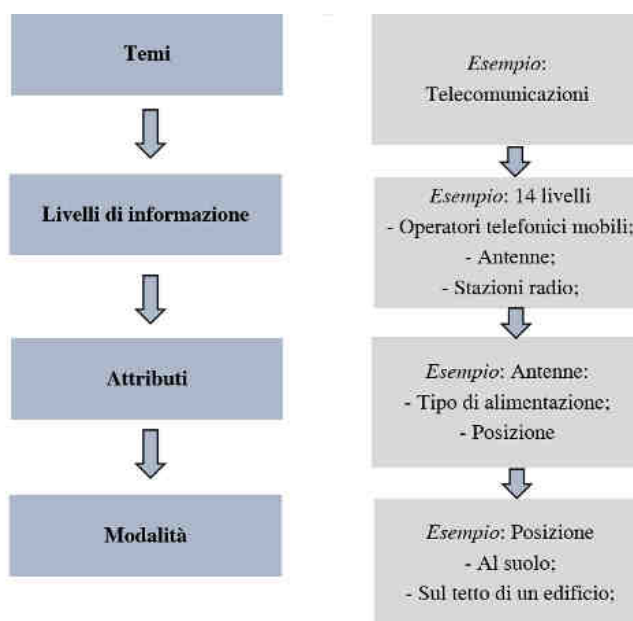 Temi
Livelli di informazione
Attributi
Modalità
Esempio:
Telecomunicazioni
Esempio: 14 livelli
- Operatori telefonici mobili;
- Antenne;
- Stazioni radio;
Esempio: Antenne:
- Tipo di alimentazione;
- Posizione
Esempio: Posizione
- Al suolo;
- Sul tetto di un edificio;